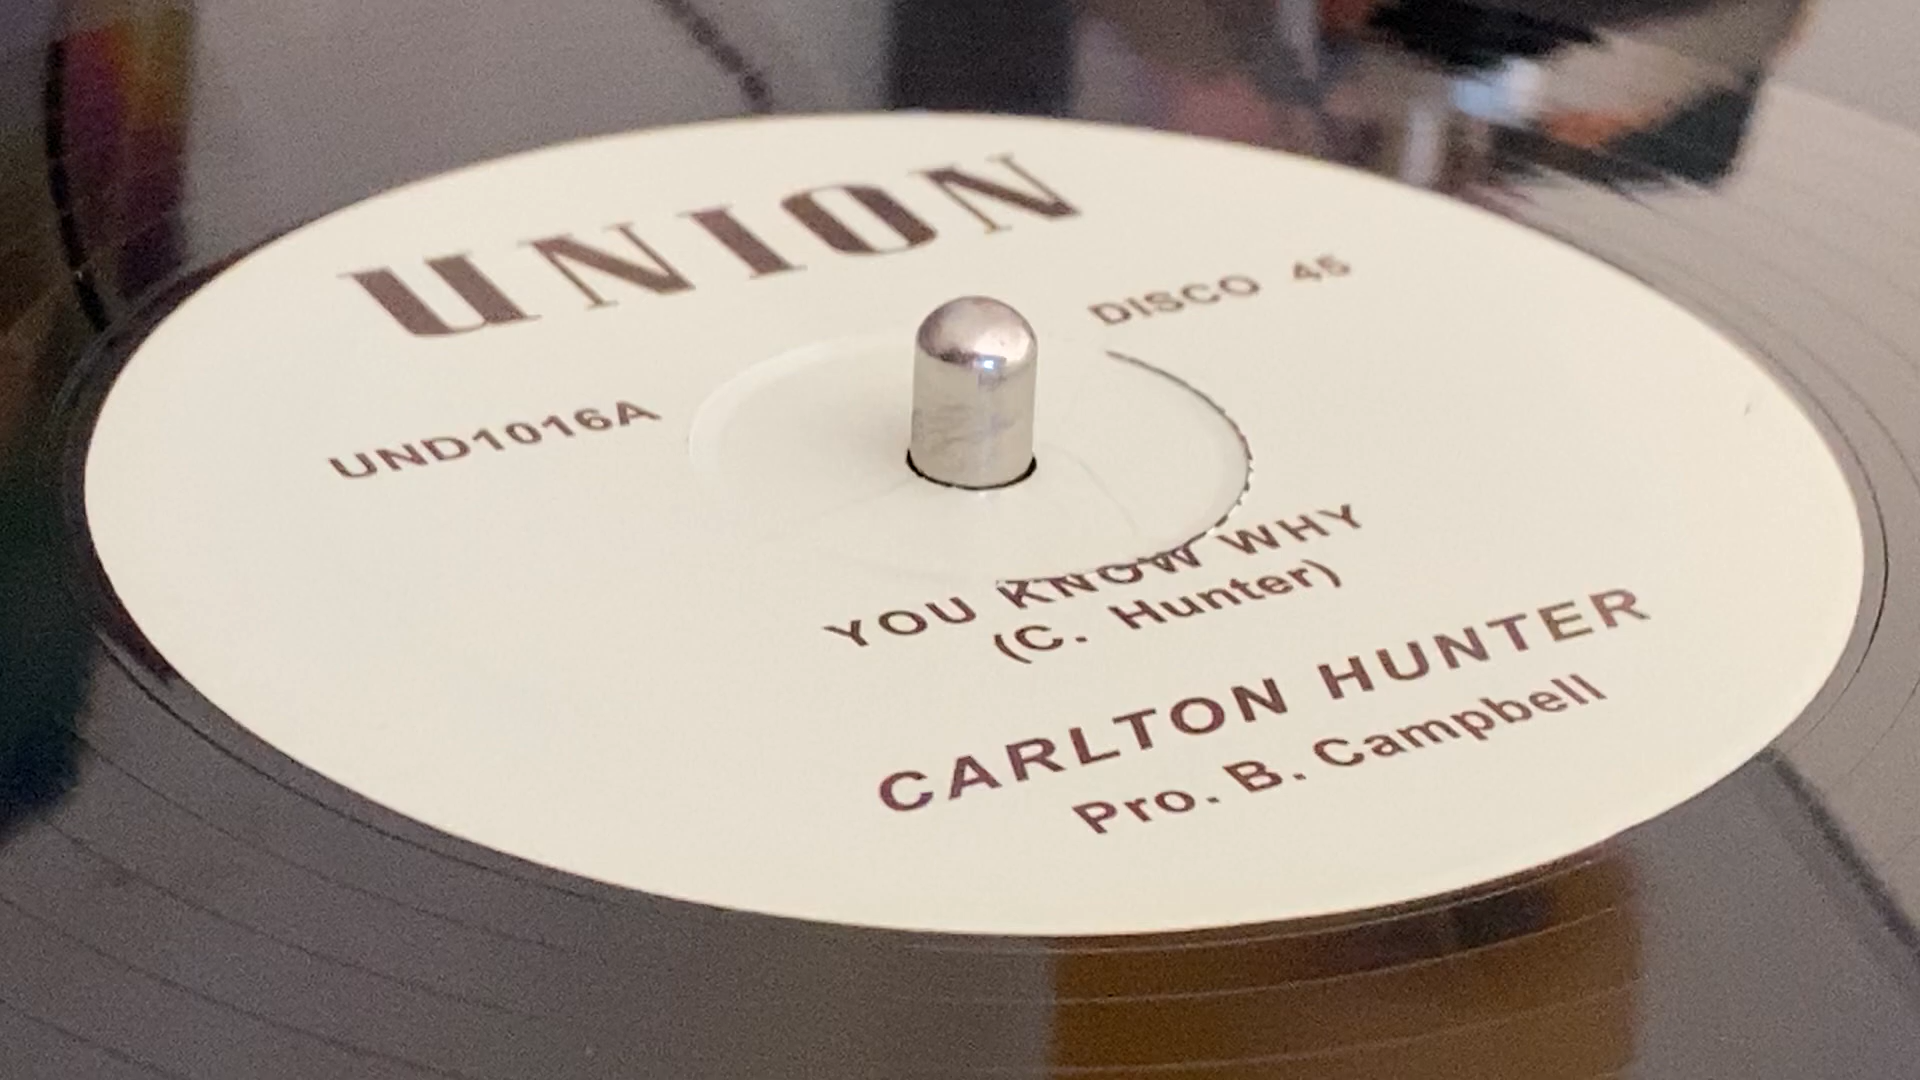 UNION
DISCO 45
UND1016A
YOU KNOW WHY
(C. Hunter)
CARLTON HUNTER
Pro. B. Campbell